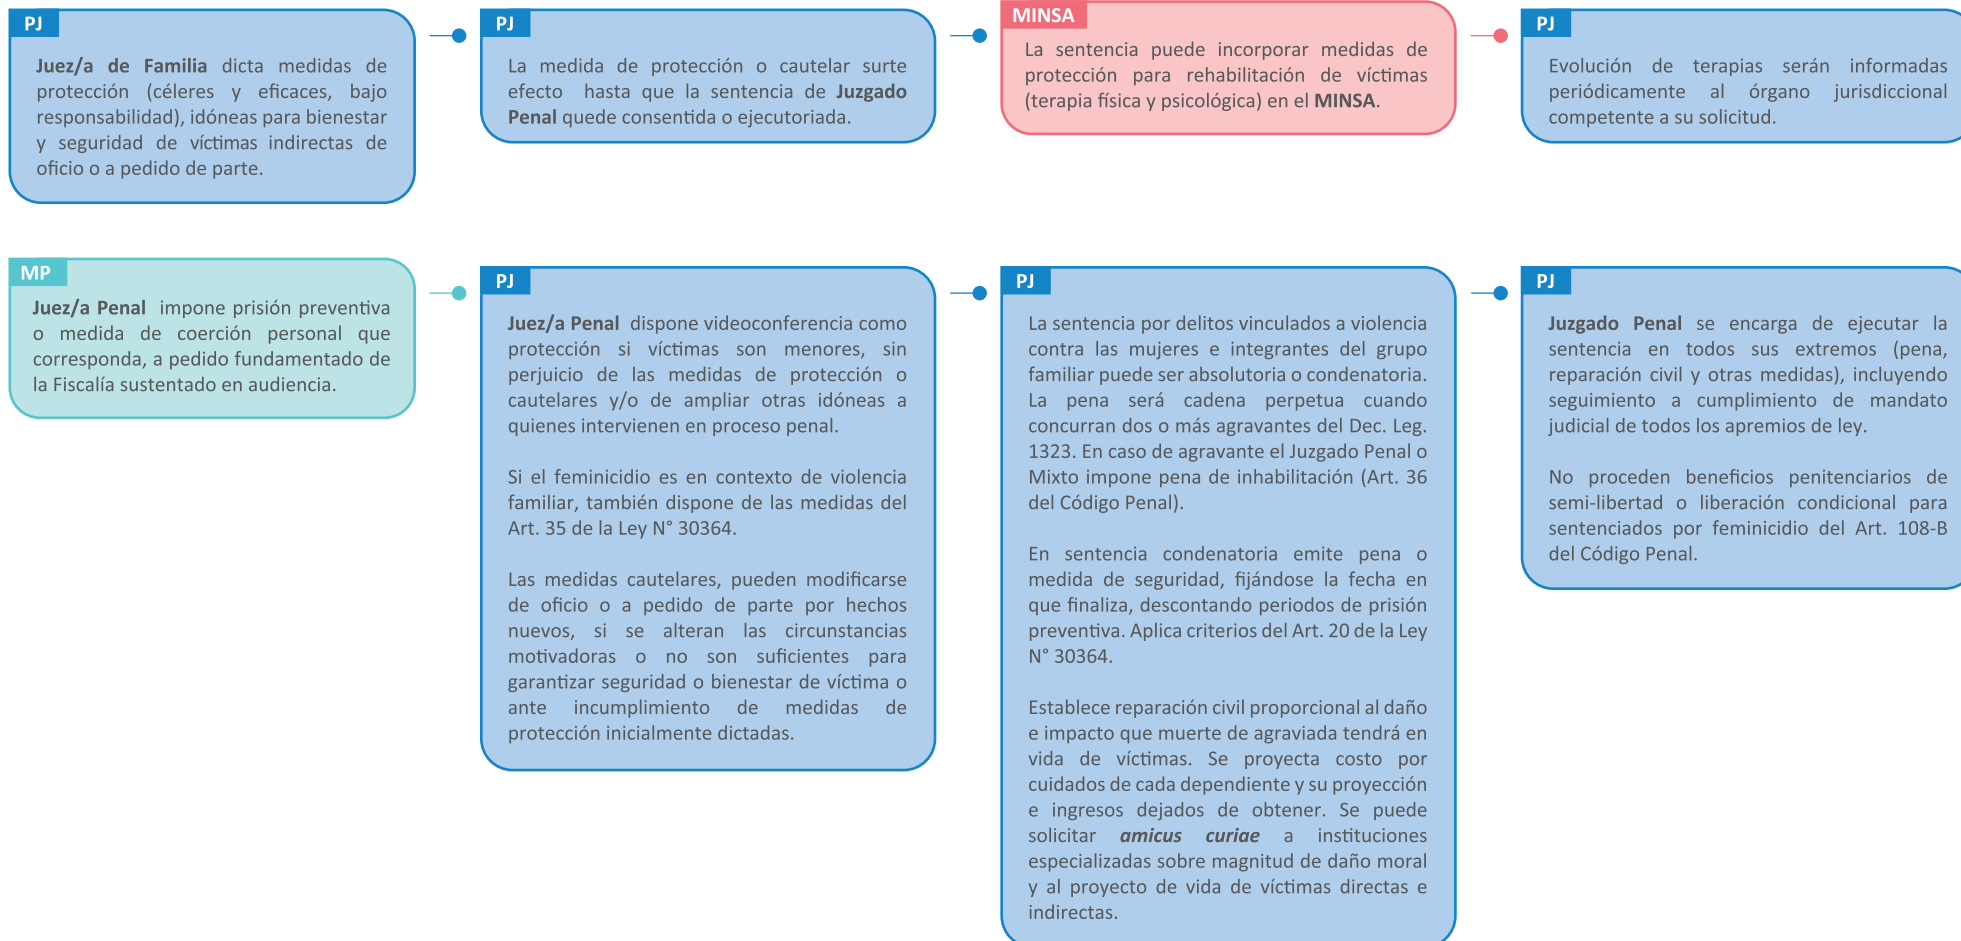 PJ
Juez/a de Familia dicta medidas de
protección (céleres y eficaces, bajo
responsabilidad), idóneas para bienestar
y seguridad de víctimas indirectas de
oficio o a pedido de parte.
PJ
La medida de protección o cautelar surte
efecto hasta que la sentencia de Juzgado
Penal quede consentida o ejecutoriada.
MINSA
La sentencia puede incorporar medidas de
protección para rehabilitación de víctimas
(terapia física y psicológica) en el MINSA.
PJ
Evolución de terapias serán informadas
periódicamente al órgano jurisdiccional
competente a su solicitud.
MP
Juez/a Penal impone prisión preventiva
o medida de coerción personal que
corresponda, a pedido fundamentado de
la Fiscalía sustentado en audiencia.
PJ
Juez/a Penal dispone videoconferencia como
protección si víctimas son menores, sin
perjuicio de las medidas de protección o
cautelares y/o de ampliar otras idóneas a
quienes intervienen en proceso penal.
Si el feminicidio es en contexto de violencia
familiar, también dispone de las medidas del
Art. 35 de la Ley N° 30364.
Las medidas cautelares, pueden modificarse
de oficio o a pedido de parte por hechos
nuevos, si se alteran las circunstancias
motivadoras o no son suficientes para
garantizar seguridad o bienestar de víctima o
ante incumplimiento de medidas de
protección inicialmente dictadas.
PJ
La sentencia por delitos vinculados a violencia
contra las mujeres e integrantes del grupo
familiar puede ser absolutoria o condenatoria.
La pena será cadena perpetua cuando
concurran dos o más agravantes del Dec. Leg.
1323. En caso de agravante el Juzgado Penal o
Mixto impone pena de inhabilitación (Art. 36
del Código Penal).
En sentencia condenatoria emite pena o
medida de seguridad, fijándose la fecha en
que finaliza, descontando periodos de prisión
preventiva. Aplica criterios del Art. 20 de la Ley
N° 30364.
Establece reparación civil proporcional al daño
e impacto que muerte de agraviada tendrá en
vida de víctimas. Se proyecta costo por
cuidados de cada dependiente y su proyección
e ingresos dejados de obtener. Se puede
solicitar amicus curiae a instituciones
especializadas sobre magnitud de daño moral
y al proyecto de vida de víctimas directas e
indirectas.
PJ
Juzgado Penal se encarga de ejecutar la
sentencia en todos sus extremos (pena,
reparación civil y otras medidas), incluyendo
seguimiento a cumplimiento de mandato
judicial de todos los apremios de ley.
No proceden beneficios penitenciarios de
semi-libertad o liberación condicional para
sentenciados por feminicidio del Art. 108-B
del Código Penal.